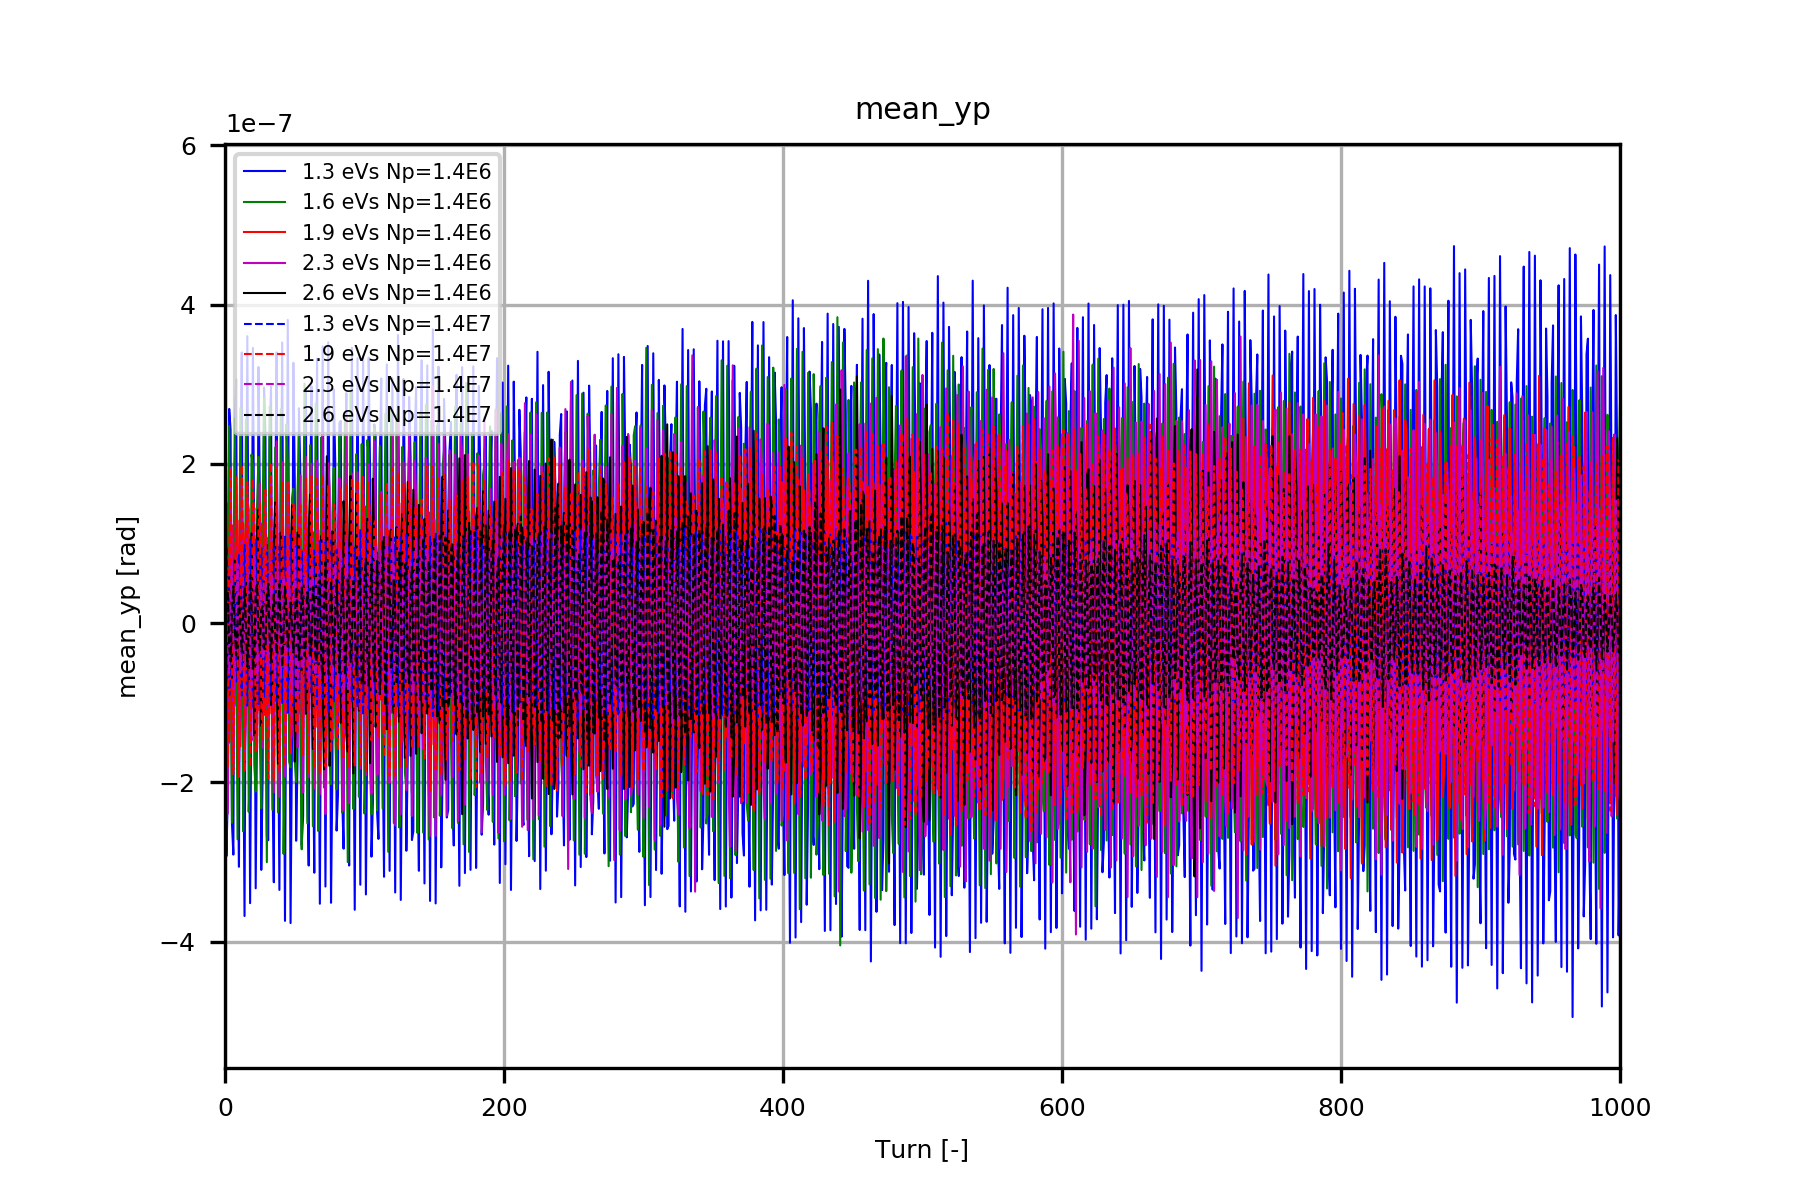 mean_yp
1e−7
6
4
2
0
−2
−4
mean_yp [rad]
1.3 eVs Np=1.4E6
1.6 eVs Np=1.4E6
1.9 eVs Np=1.4E6
2.3 eVs Np=1.4E6
2.6 eVs Np=1.4E6
1.3 eVs Np=1.4E7
1.9 eVs Np=1.4E7
2.3 eVs Np=1.4E7
2.6 eVs Np=1.4E7
0 200 400 600 800 1000
Turn [-]